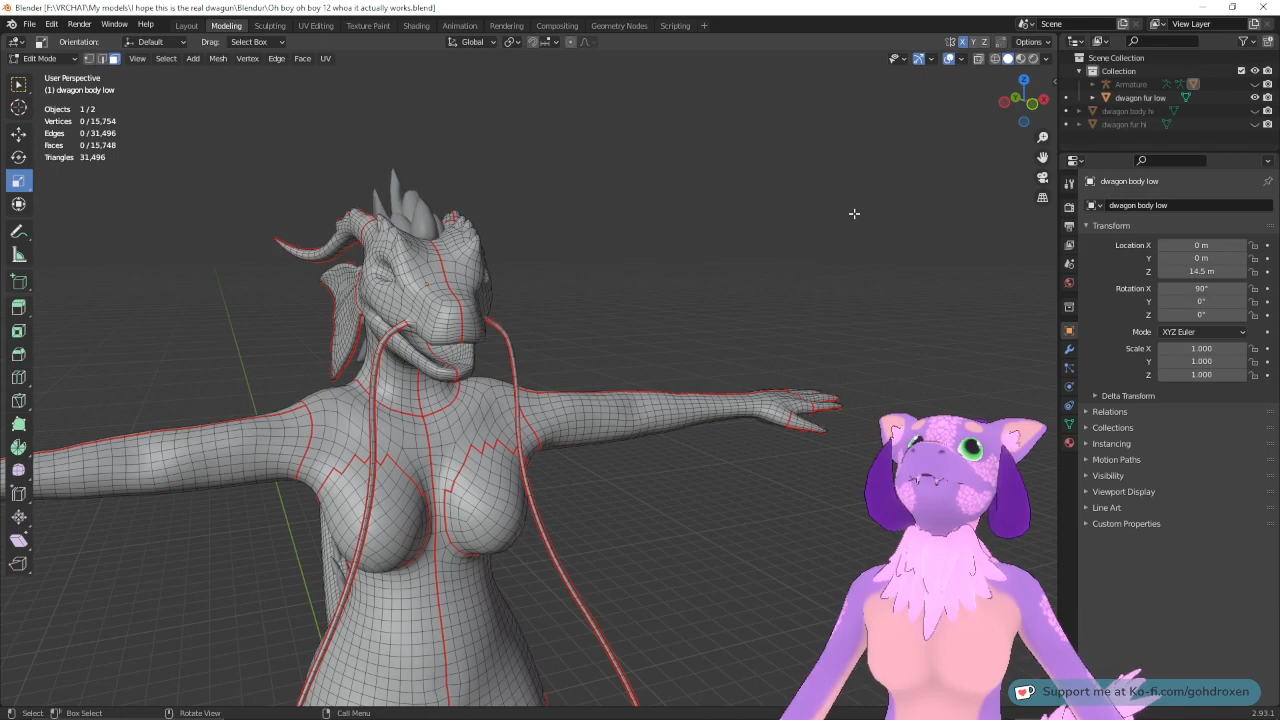 Blender [F:\VRCHAT\My models\I hope this is the real dwagun\Blendur\Oh boy oh boy 12 whoa it actually works.blend]
File Edit Render Window Help Layout Modeling Sculpting UV Editing Texture Paint Shading Animation Rendering Compositing Geometry Nodes Scripting + Scene View Layer
Orientation: Default Drag: Select Box Global X Y Z Options
Edit Mode View Select Add Mesh Vertex Edge Face UV
User Perspective
(1) dwagon body low
Objects 1/2
Vertices 0/15,754
Edges 0/31,496
Faces 0/15,748
Triangles 31,496
Z
Y
X
Scene Collection
Collection
Armature
dwagon fur low
dwagon body hi
dwagon fur hi
dwagon body low
dwagon body low
Transform
Location X 0 m
Y 0 m
Z 14.5 m
Rotation X 90°
Y 0°
Z 0°
Mode XYZ Euler
Scale X 1.000
Y 1.000
Z 1.000
Delta Transform
Relations
Collections
Instancing
Motion Paths
Visibility
Viewport Display
Line Art
Custom Properties
Support me at Ko-fi.com/gohdroxen
Select Box Select Rotate View Call Menu 2.93.1